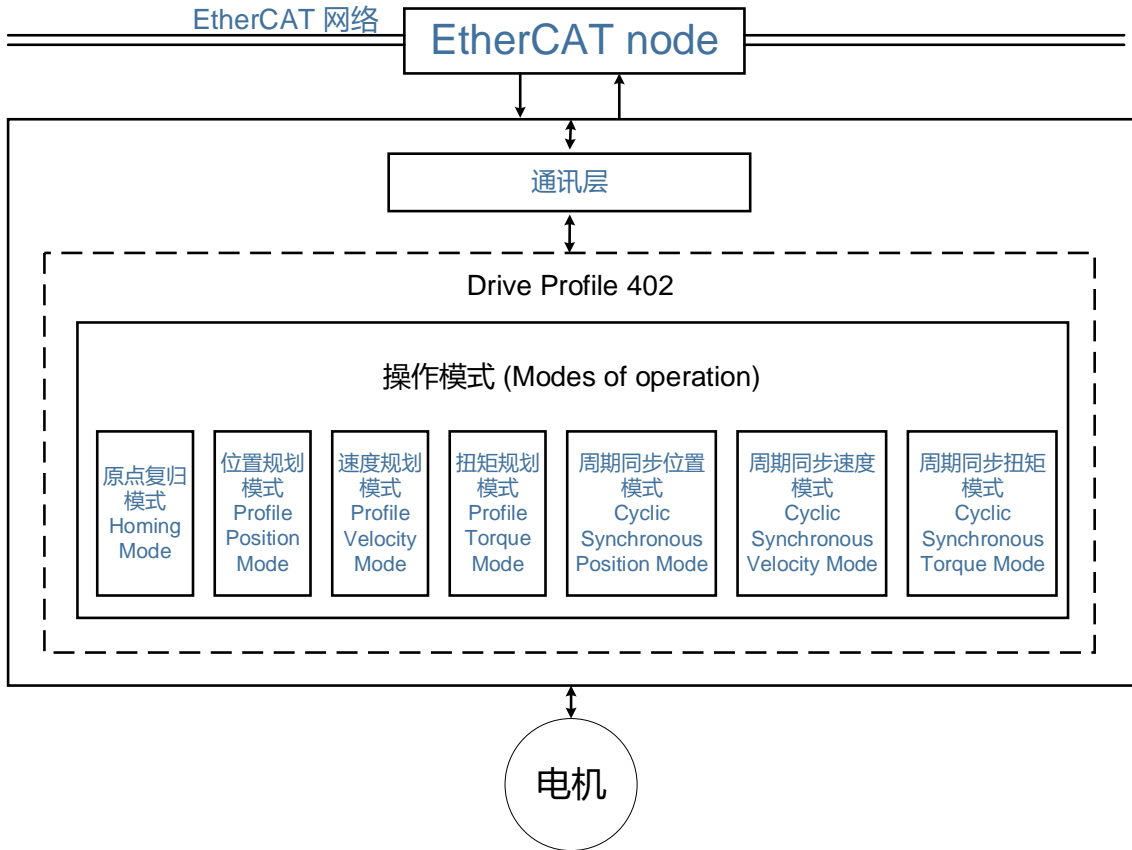 EtherCAT 网络
EtherCAT node
通讯层
Drive Profile 402
操作模式 (Modes of operation)
原点复归
模式
Homing
Mode
位置规划
模式
Profile
Position
Mode
速度规划
模式
Profile
Velocity
Mode
扭矩规划
模式
Profile
Torque
Mode
周期同步位置
模式
Cyclic
Synchronous
Position Mode
周期同步速度
模式
Cyclic
Synchronous
Velocity Mode
周期同步扭矩
模式
Cyclic
Synchronous
Torque Mode
电机